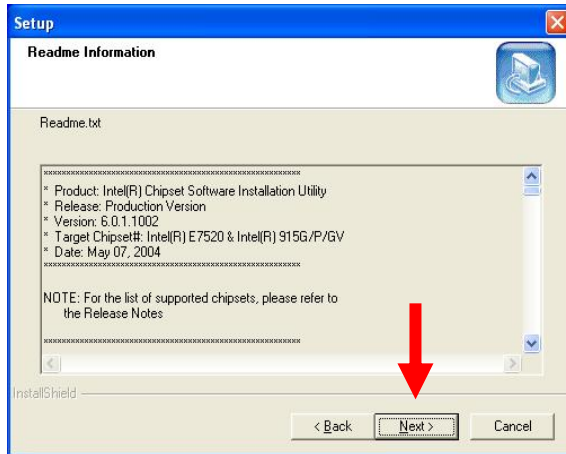 Setup
Readme Information
Readme.txt
*********************************************************
* Product: Intel(R) Chipset Software Installation Utility
* Release: Production Version
* Version: 6.0.1.1002
* Target Chipset#: Intel(R) E7520 & Intel(R) 915G/P/GV
* Date: May 07, 2004
*********************************************************
NOTE: For the list of supported chipsets, please refer to
the Release Notes
*********************************************************
InstallShield
< Back Next > Cancel